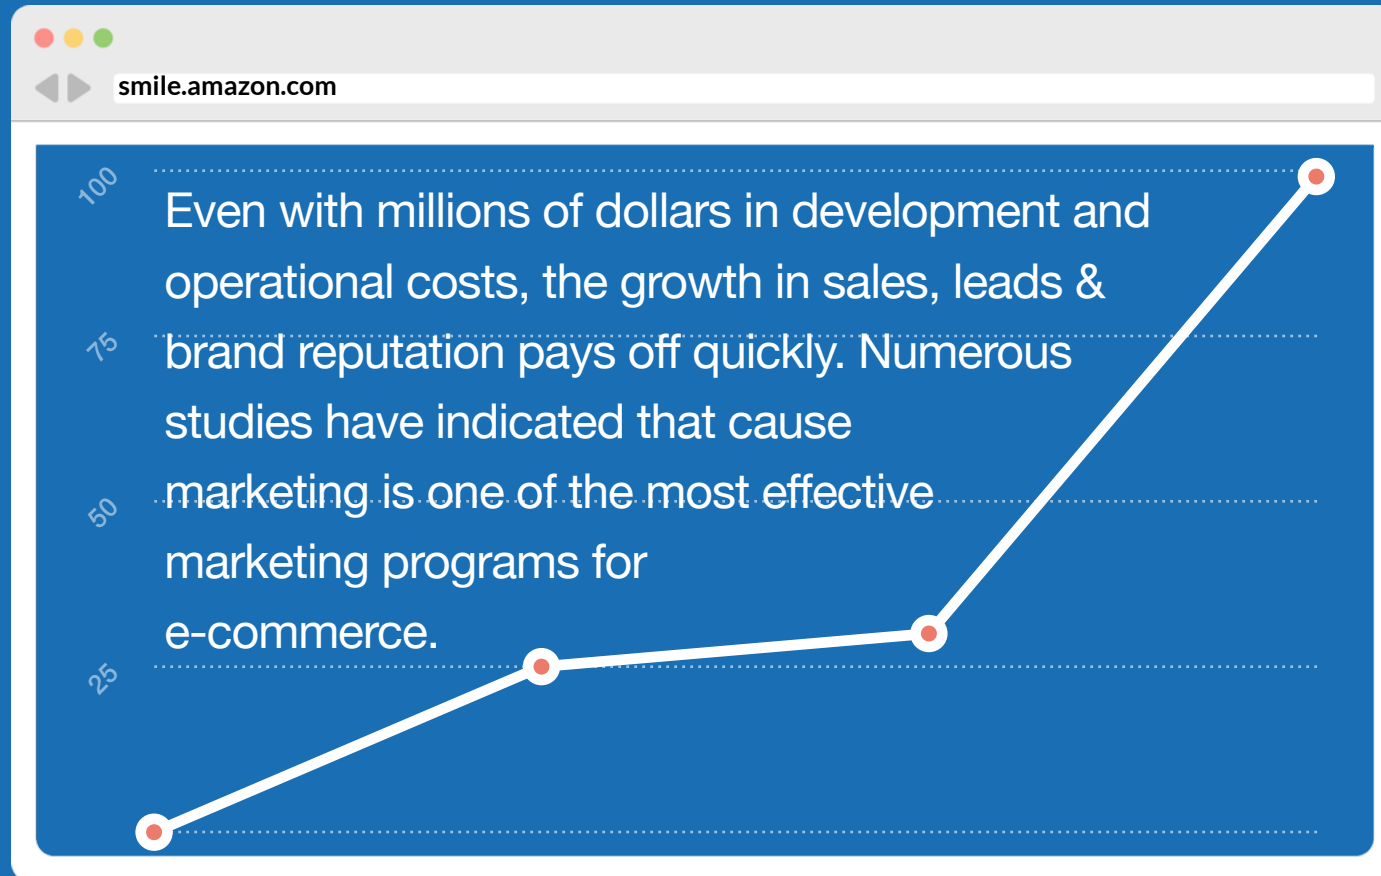 smile.amazon.com
100
Even with millions of dollars in development and
operational costs, the growth in sales, leads &
75
brand reputation pays off quickly. Numerous
studies have indicated that cause
50
marketing is one of the most effective
marketing programs for
e-commerce.
25